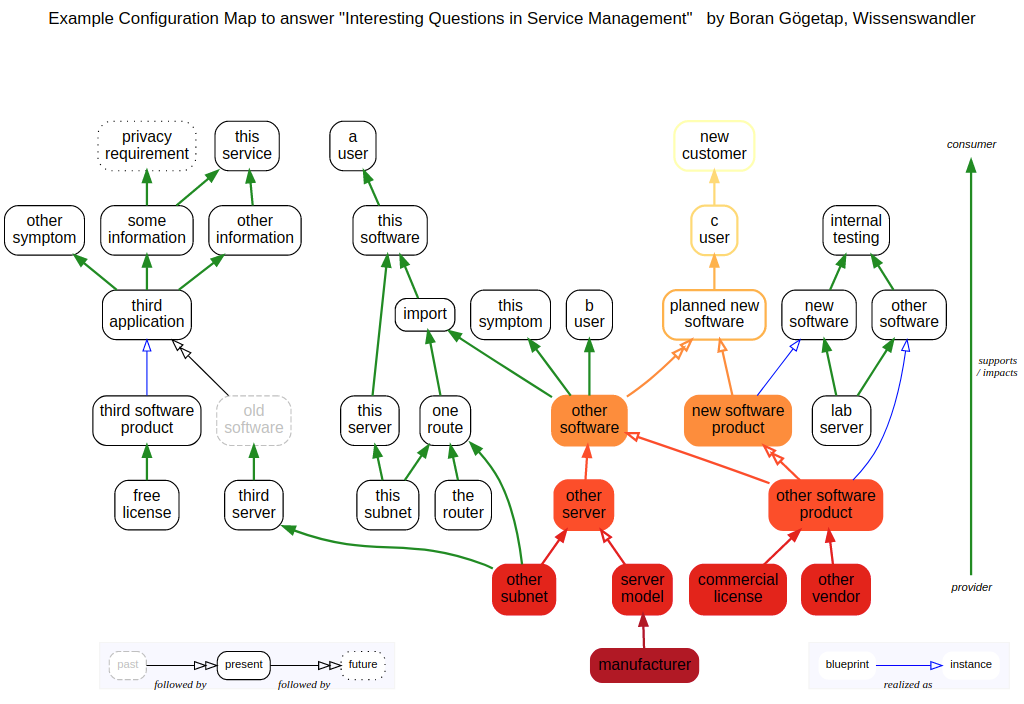 Example Configuration Map to answer "Interesting Questions in Service Management"   by Boran Gögetap, Wissenswandler
privacy
requirement
this
service
a
user
new
customer
consumer
other
symptom
some
information
other
information
this
software
c
user
internal
testing
third
application
import
this
symptom
b
user
planned new
software
new
software
other
software
supports
/ impacts
third software
product
old
software
this
server
one
route
other
software
new software
product
lab
server
free
license
third
server
this
subnet
the
router
other
server
other software
product
other
subnet
server
model
commercial
license
other
vendor
provider
manufacturer
past
followed by
present
followed by
future
blueprint
realized as
instance